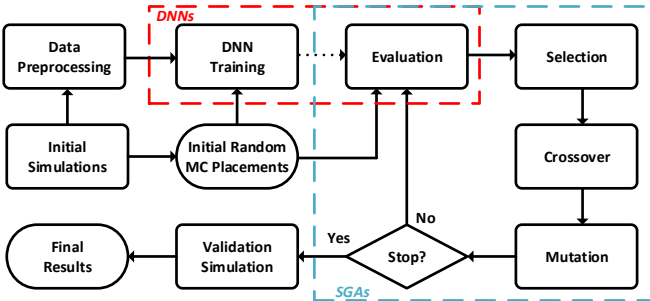 DNNs
Data
Preprocessing
DNN
Training
Evaluation
Selection
Initial
Simulations
Initial Random
MC Placements
Crossover
No
Yes
Final
Results
Validation
Simulation
Stop?
Mutation
SGAs